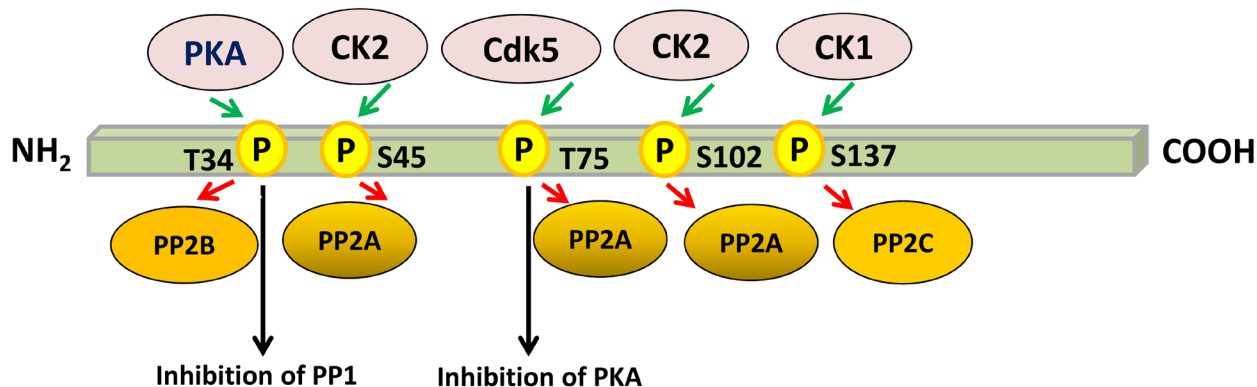 PKA
CK2
Cdk5
CK2
CK1
NH2
T34
P
P
S45
P
T75
P
S102
P
S137
COOH
PP2B
PP2A
PP2A
PP2A
PP2C
Inhibition of PP1
Inhibition of PKA